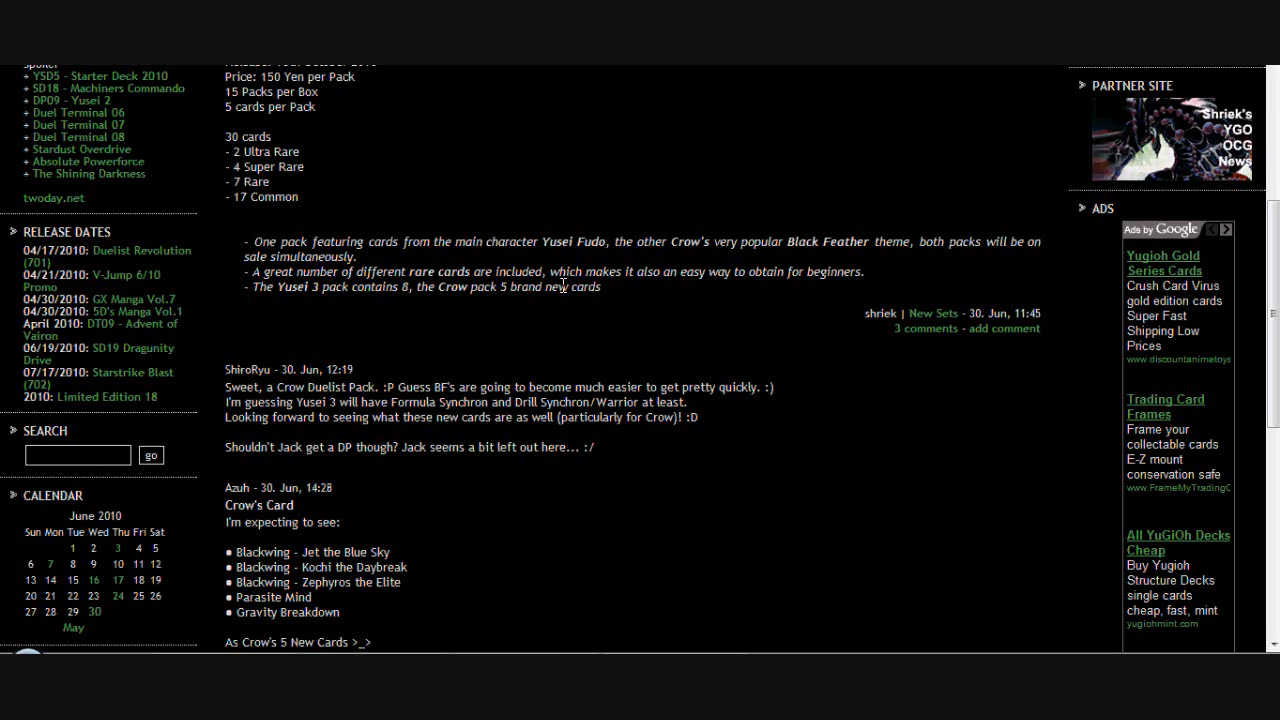 + YSD5 - Starter Deck 2010
+ SD18 - Machiners Commando
+ DP09 - Yusei 2
+ Duel Terminal 06
+ Duel Terminal 07
+ Duel Terminal 08
+ Stardust Overdrive
+ Absolute Powerforce
+ The Shining Darkness
twoday.net
RELEASE DATES
04/17/2010: Duelist Revolution
(701)
04/21/2010: V-Jump 6/10
Promo
04/30/2010: GX Manga Vol.7
04/30/2010: 5D's Manga Vol.1
April 2010: DT09 - Advent of
Vairon
06/19/2010: SD19 Dragunity
Drive
07/17/2010: Starstrike Blast
(702)
2010: Limited Edition 18
SEARCH
go
CALENDAR
June 2010
Sun Mon Tue Wed Thu Fri Sat
1 2 3 4 5
6 7 8 9 10 11 12
13 14 15 16 17 18 19
20 21 22 23 24 25 26
27 28 29 30
May
Price: 150 Yen per Pack
15 Packs per Box
5 cards per Pack
30 cards
- 2 Ultra Rare
- 4 Super Rare
- 7 Rare
- 17 Common
- One pack featuring cards from the main character Yusei Fudo, the other Crow's very popular Black Feather theme, both packs will be on
sale simultaneously.
- A great number of different rare cards are included, which makes it also an easy way to obtain for beginners.
- The Yusei 3 pack contains 8, the Crow pack 5 brand new cards
shriek | New Sets - 30. Jun, 11:45
3 comments - add comment
ShiroRyu - 30. Jun, 12:19
Sweet, a Crow Duelist Pack. :P Guess BF's are going to become much easier to get pretty quickly. :)
I'm guessing Yusei 3 will have Formula Synchron and Drill Synchron/Warrior at least.
Looking forward to seeing what these new cards are as well (particularly for Crow)! :D
Shouldn't Jack get a DP though? Jack seems a bit left out here... :/
Azuh - 30. Jun, 14:28
Crow's Card
I'm expecting to see:
● Blackwing - Jet the Blue Sky
● Blackwing - Kochi the Daybreak
● Blackwing - Zephyros the Elite
● Parasite Mind
● Gravity Breakdown
As Crow's 5 New Cards >_>
PARTNER SITE
Shriek's
YGO
OCG
News
ADS
Ads by Google
Yugioh Gold
Series Cards
Crush Card Virus
gold edition cards
Super Fast
Shipping Low
Prices
www.discountanimetoys
Trading Card
Frames
Frame your
collectable cards
E-Z mount
conservation safe
www.FrameMyTradingC
All YuGiOh Decks
Cheap
Buy Yugioh
Structure Decks
single cards
cheap, fast, mint
yugiohmint.com